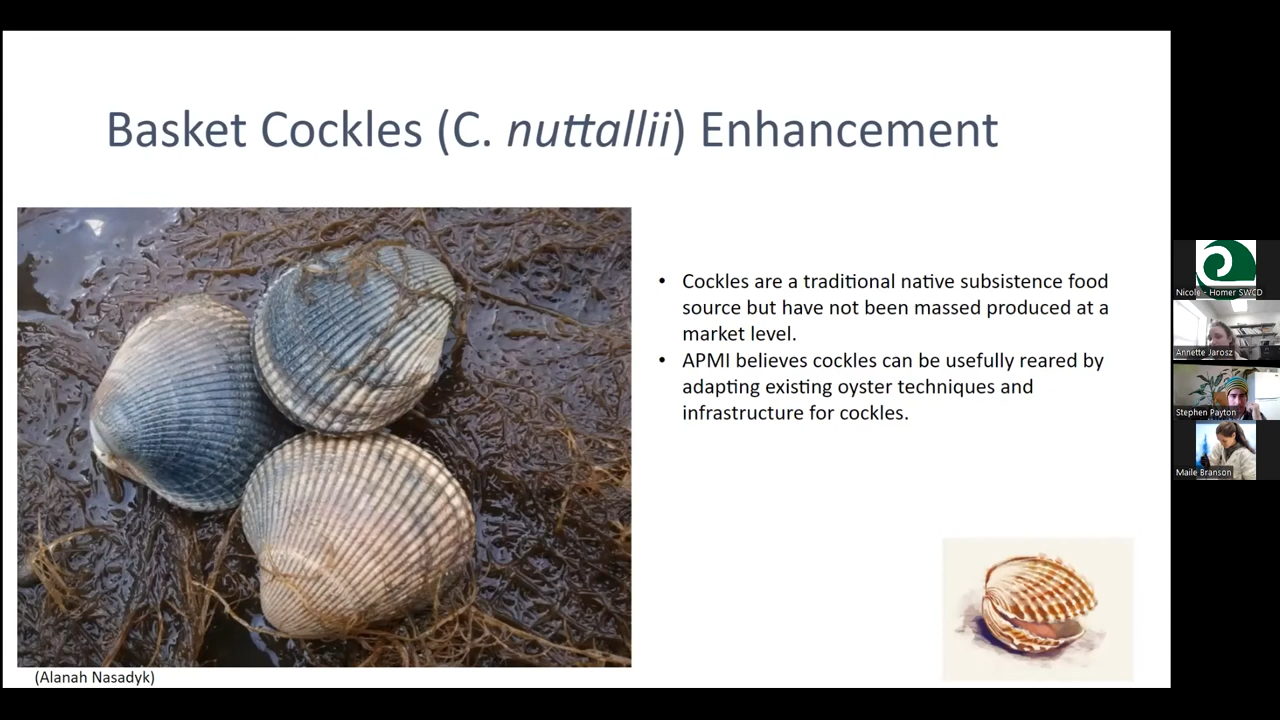 Basket Cockles (C. nuttallii) Enhancement
• Cockles are a traditional native subsistence food
source but have not been massed produced at a
market level.
• APMI believes cockles can be usefully reared by
adapting existing oyster techniques and
infrastructure for cockles.
(Alanah Nasadyk)
Nicole - Homer SWCD
Annette Jarosz
Stephen Payton
Maile Branson